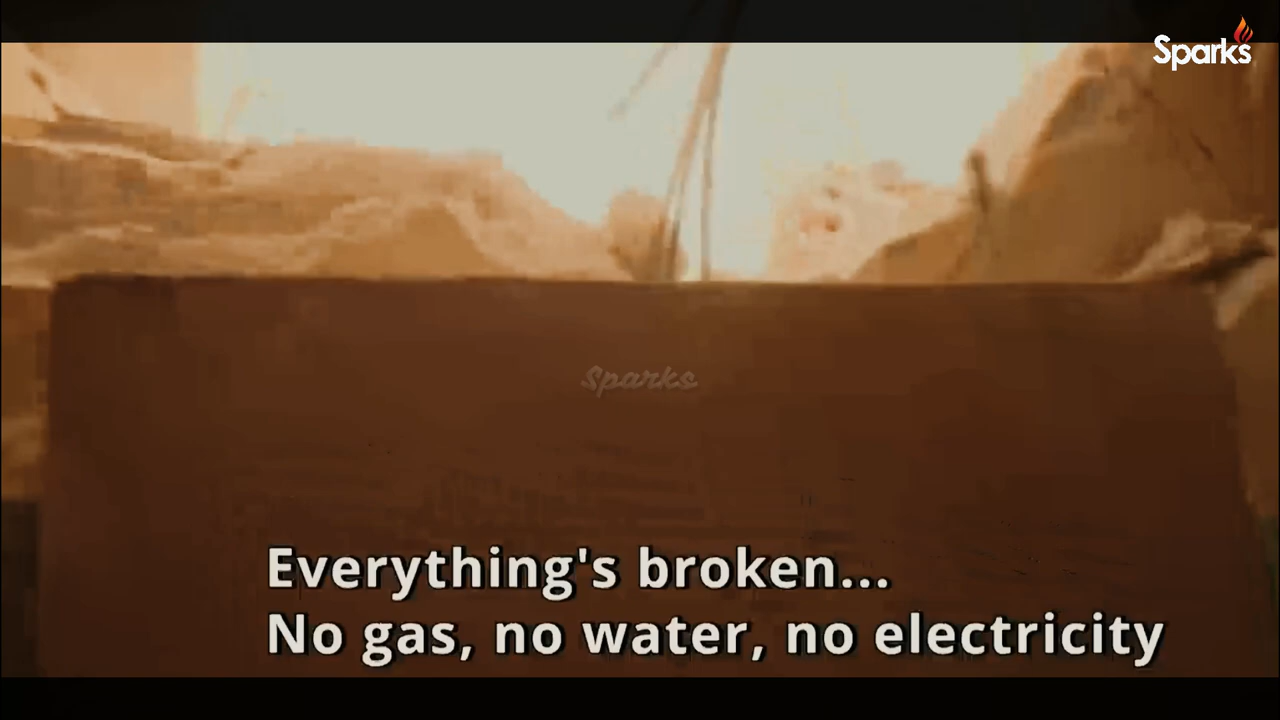 Sparks
Sparks
Everything's broken...
No gas, no water, no electricity